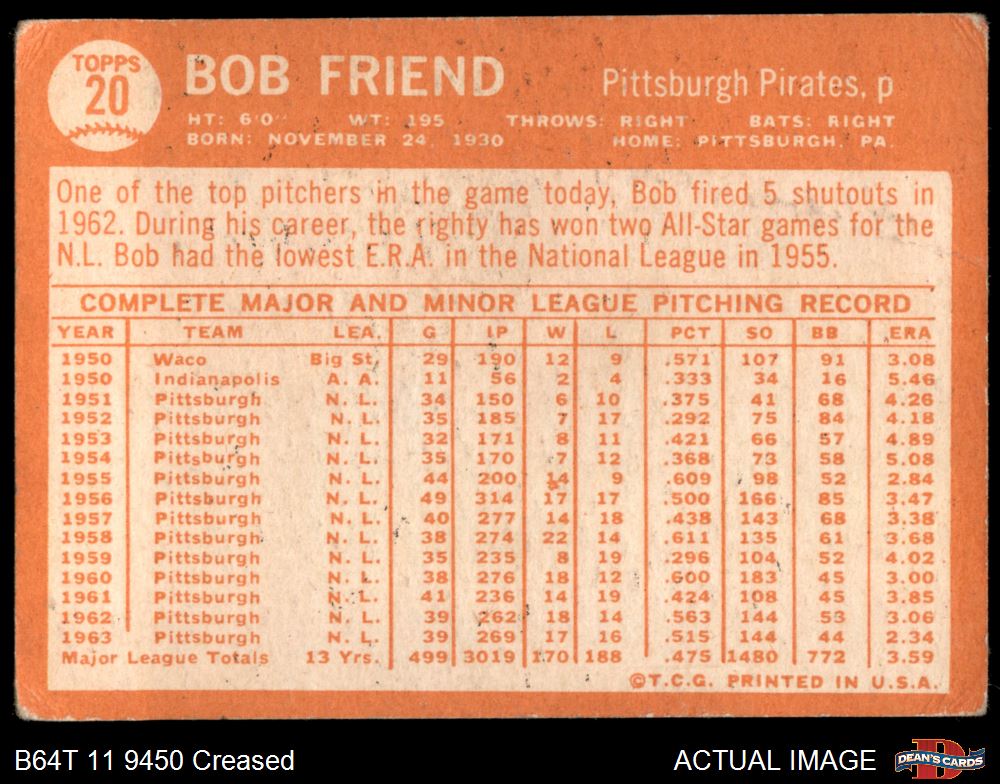 TOPPS
20
BOB FRIEND
Pittsburgh Pirates, p
HT: 6'0" WT: 195 THROWS: RIGHT BATS: RIGHT
BORN: NOVEMBER 24, 1930 HOME: PITTSBURGH, PA.
One of the top pitchers in the game today, Bob fired 5 shutouts in
1962. During his career, the righty has won two All-Star games for the
N.L. Bob had the lowest E.R.A. in the National League in 1955.
COMPLETE MAJOR AND MINOR LEAGUE PITCHING RECORD
YEAR TEAM LEA. G IP W L PCT SO BB ERA
1950 Waco Big St. 29 190 12 9 .571 107 91 3.08
1950 Indianapolis A. A. 11 56 2 4 .333 34 16 5.46
1951 Pittsburgh N. L. 34 150 6 10 .375 41 68 4.26
1952 Pittsburgh N. L. 35 185 7 17 .292 75 84 4.18
1953 Pittsburgh N. L. 32 171 8 11 .421 66 57 4.89
1954 Pittsburgh N. L. 35 170 7 12 .368 73 58 5.08
1955 Pittsburgh N. L. 44 200 14 9 .609 98 52 2.84
1956 Pittsburgh N. L. 49 314 17 17 .500 166 85 3.47
1957 Pittsburgh N. L. 40 277 14 18 .438 143 68 3.38
1958 Pittsburgh N. L. 38 274 22 14 .611 135 61 3.68
1959 Pittsburgh N. L. 35 235 8 19 .296 104 52 4.02
1960 Pittsburgh N. L. 38 276 18 12 .600 183 45 3.00
1961 Pittsburgh N. L. 41 236 14 19 .424 108 45 3.85
1962 Pittsburgh N. L. 39 262 18 14 .563 144 53 3.06
1963 Pittsburgh N. L. 39 269 17 16 .515 144 44 2.34
Major League Totals 13 Yrs. 499 3019 170 188 .475 1480 772 3.59
©T.C.G. PRINTED IN U.S.A.
B64T 11 9450 Creased
ACTUAL IMAGE
D
DEAN'S CARDS